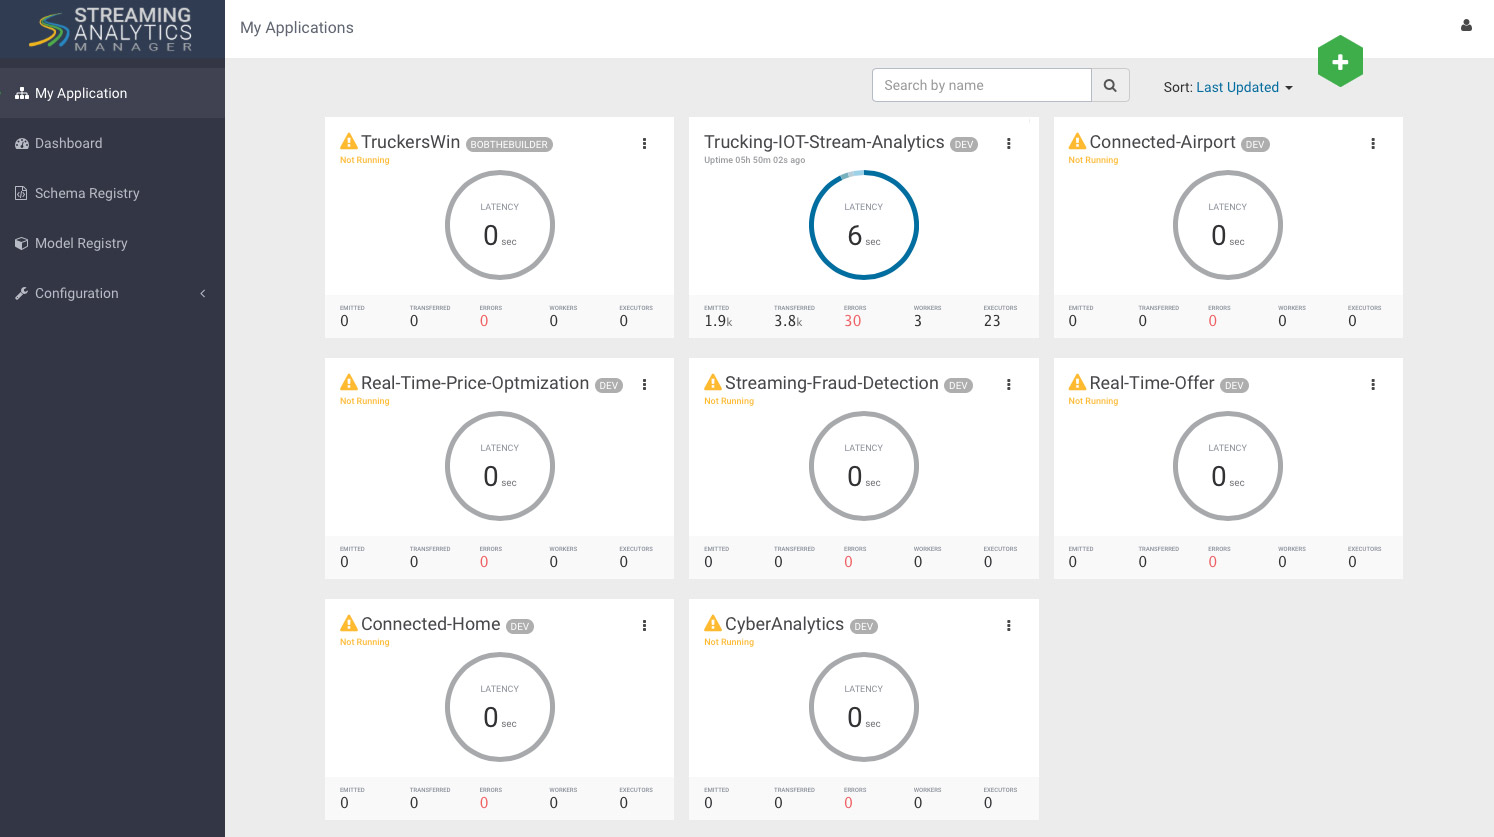 STREAMING
ANALYTICS
MANAGER
My Applications
My Application
Dashboard
Schema Registry
Model Registry
Configuration
Search by name
Sort: Last Updated
TruckersWin BOBTHEBUILDER
Not Running
LATENCY
0 sec
EMITTED TRANSFERRED ERRORS WORKERS EXECUTORS
0 0 0 0 0
Trucking-IOT-Stream-Analytics DEV
Uptime 05h 50m 02s ago
LATENCY
6 sec
EMITTED TRANSFERRED ERRORS WORKERS EXECUTORS
1.9k 3.8k 30 3 23
Connected-Airport DEV
Not Running
LATENCY
0 sec
EMITTED TRANSFERRED ERRORS WORKERS EXECUTORS
0 0 0 0 0
Real-Time-Price-Optmization DEV
Not Running
LATENCY
0 sec
EMITTED TRANSFERRED ERRORS WORKERS EXECUTORS
0 0 0 0 0
Streaming-Fraud-Detection DEV
Not Running
LATENCY
0 sec
EMITTED TRANSFERRED ERRORS WORKERS EXECUTORS
0 0 0 0 0
Real-Time-Offer DEV
Not Running
LATENCY
0 sec
EMITTED TRANSFERRED ERRORS WORKERS EXECUTORS
0 0 0 0 0
Connected-Home DEV
Not Running
LATENCY
0 sec
EMITTED TRANSFERRED ERRORS WORKERS EXECUTORS
0 0 0 0 0
CyberAnalytics DEV
Not Running
LATENCY
0 sec
EMITTED TRANSFERRED ERRORS WORKERS EXECUTORS
0 0 0 0 0